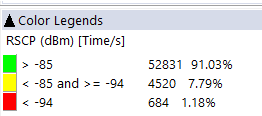 Color Legends
RSCP (dBm) [Time/s]
> -85 52831 91.03%
< -85 and >= -94 4520 7.79%
< -94 684 1.18%